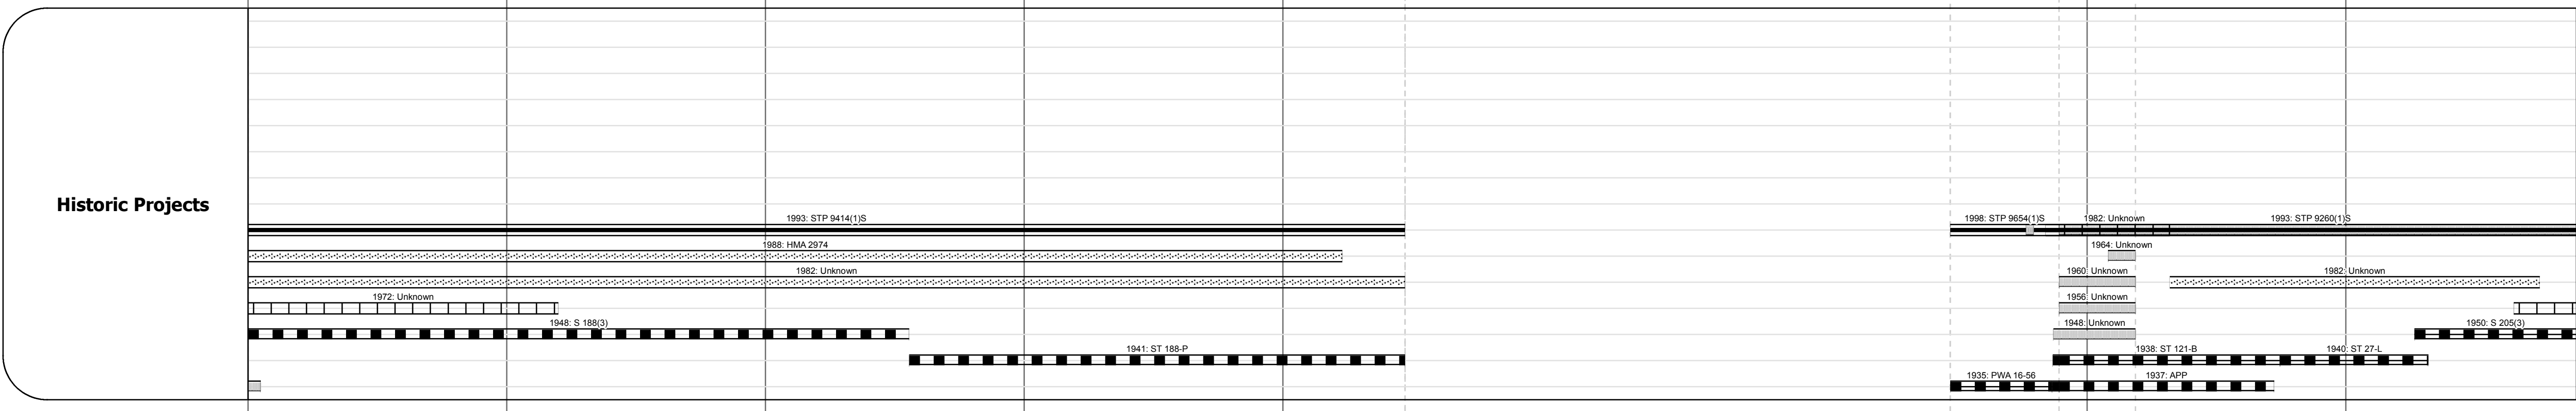 Historic Projects
1993: STP 9414(1)S
1998: STP 9654(1)S
1982: Unknown
1993: STP 9260(1)S
1988: HMA 2974
1964: Unknown
1982: Unknown
1960: Unknown
1982: Unknown
1972: Unknown
1956: Unknown
1948: S 188(3)
1948: Unknown
1950: S 205(3)
1941: ST 188-P
1938: ST 121-B
1940: ST 27-L
1935: PWA 16-56
1937: APP